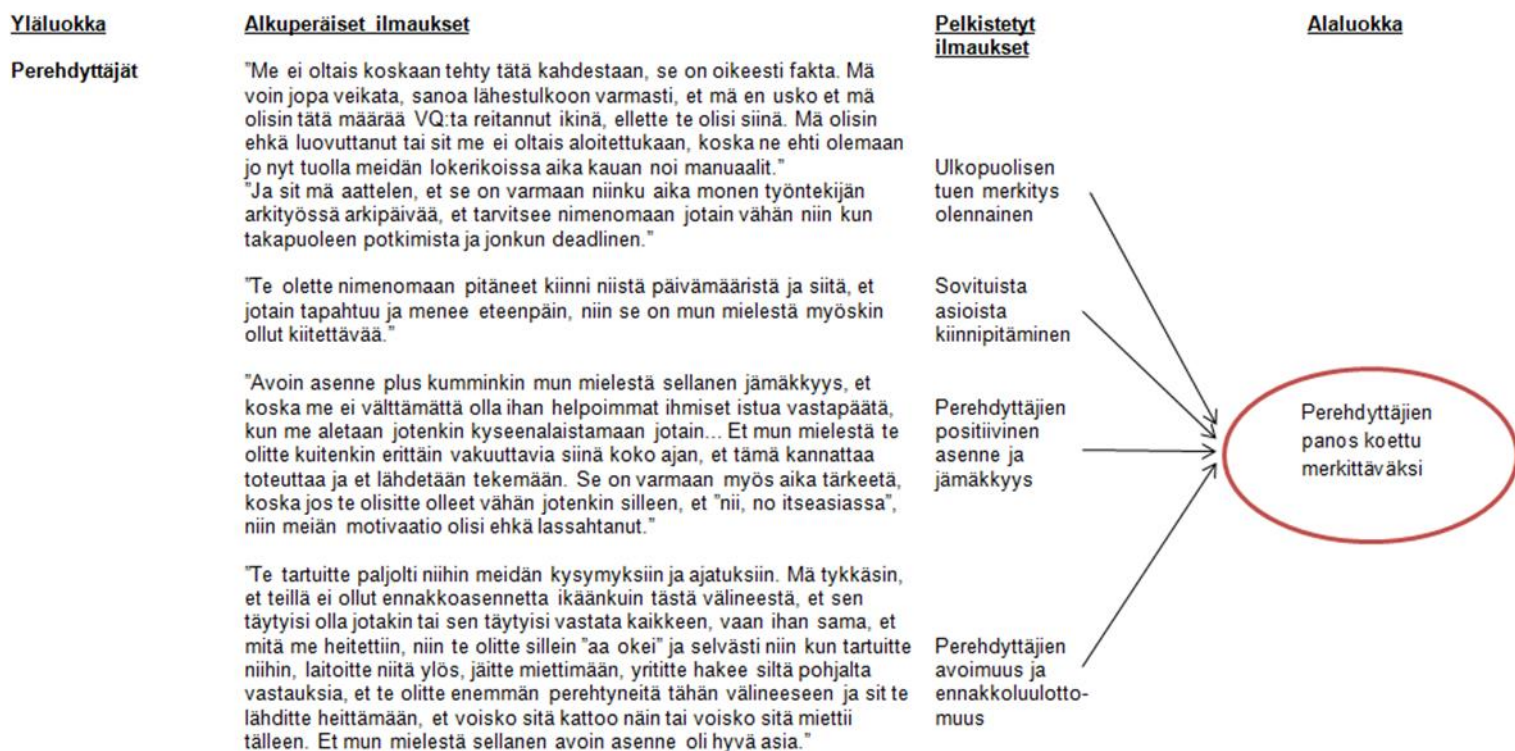 Yläluokka
Alkuperäiset ilmaukset
Pelkistetyt
ilmaukset
Alaluokka
Perehdyttäjät
"Me ei oltais koskaan tehty tätä kahdestaan, se on oikeesti fakta. Mä
voin jopa veikata, sanoa lähestulkoon varmasti, et mä en usko et mä
olisin tätä määrää VQ:ta reitannut ikinä, ellette te olisi siinä. Mä olisin
ehkä luovuttanut tai sit me ei oltais aloitettukaan, koska ne ehti olemaan
jo nyt tuolla meidän lokerikoissa aika kauan noi manuaalit."
"Ja sit mä aattelen, et se on varmaan niinku aika monen työntekijän
arkityössä arkipäivää, et tarvitsee nimenomaan jotain vähän niin kun
takapuoleen potkimista ja jonkun deadlinen."
Ulkopuolisen
tuen merkitys
olennainen
"Te olette nimenomaan pitäneet kiinni niistä päivämääristä ja siitä, et
jotain tapahtuu ja menee eteenpäin, niin se on mun mielestä myöskin
ollut kiitettävää."
Sovituista
asioista
kiinnipitäminen
"Avoin asenne plus kumminkin mun mielestä sellanen jämäkkyys, et
koska me ei välttämättä olla ihan helpoimmat ihmiset istua vastapäätä,
kun me aletaan jotenkin kyseenalaistamaan jotain... Et mun mielestä te
olitte kuitenkin erittäin vakuuttavia siinä koko ajan, et tämä kannattaa
toteuttaa ja et lähdetään tekemään. Se on varmaan myös aika tärkeetä,
koska jos te olisitte olleet vähän jotenkin silleen, et "nii, no itseasiassa",
niin meiän motivaatio olisi ehkä lassahtanut."
Perehdyttäjien
positiivinen
asenne ja
jämäkkyys
Perehdyttäjien
panos koettu
merkittäväksi
"Te tartuitte paljolti niihin meidän kysymyksiin ja ajatuksiin. Mä tykkäsin,
et teillä ei ollut ennakkoasennetta ikäänkuin tästä välineestä, et sen
täytyisi olla jotakin tai sen täytyisi vastata kaikkeen, vaan ihan sama, et
mitä me heitettiin, niin te olitte sillein "aa okei" ja selvästi niin kun tartuitte
niihin, laitoitte niitä ylös, jäitte miettimään, yrititte hakee siltä pohjalta
vastauksia, et te olitte enemmän perehtyneitä tähän välineeseen ja sit te
lähditte heittämään, et voisko sitä kattoo näin tai voisko sitä miettii
tälleen. Et mun mielestä sellanen avoin asenne oli hyvä asia."
Perehdyttäjien
avoimuus ja
ennakkoluulotto-
muus